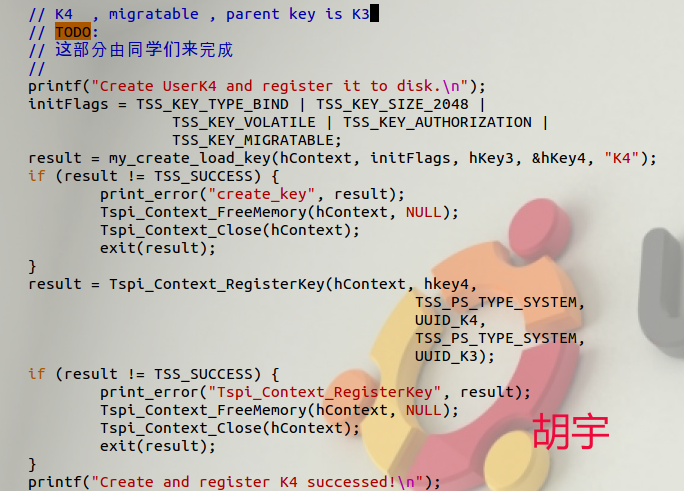 // K4  , migratable , parent key is K3
// TODO:
// 这部分由同学们来完成
//
printf("Create UserK4 and register it to disk.\n");
initFlags = TSS_KEY_TYPE_BIND | TSS_KEY_SIZE_2048 |
                TSS_KEY_VOLATILE | TSS_KEY_AUTHORIZATION |
                TSS_KEY_MIGRATABLE;
result = my_create_load_key(hContext, initFlags, hKey3, &hKey4, "K4");
if (result != TSS_SUCCESS) {
        print_error("create_key", result);
        Tspi_Context_FreeMemory(hContext, NULL);
        Tspi_Context_Close(hContext);
        exit(result);
}
result = Tspi_Context_RegisterKey(hContext, hkey4,
                                           TSS_PS_TYPE_SYSTEM,
                                           UUID_K4,
                                           TSS_PS_TYPE_SYSTEM,
                                           UUID_K3);
if (result != TSS_SUCCESS) {
        print_error("Tspi_Context_RegisterKey", result);
        Tspi_Context_FreeMemory(hContext, NULL);
        Tspi_Context_Close(hContext);
        exit(result);
}
printf("Create and register K4 successed!\n");
胡宇